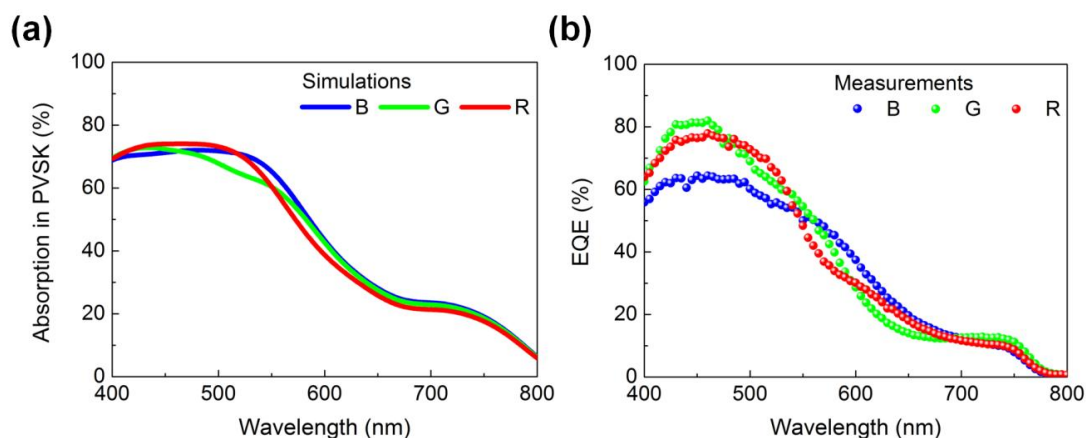 (a)
Absorption in PVSK (%)
100
80
60
40
20
0
Simulations
B G R
400 500 600 700 800
Wavelength (nm)
(b)
EQE (%)
100
80
60
40
20
0
Measurements
B G R
400 500 600 700 800
Wavelength (nm)